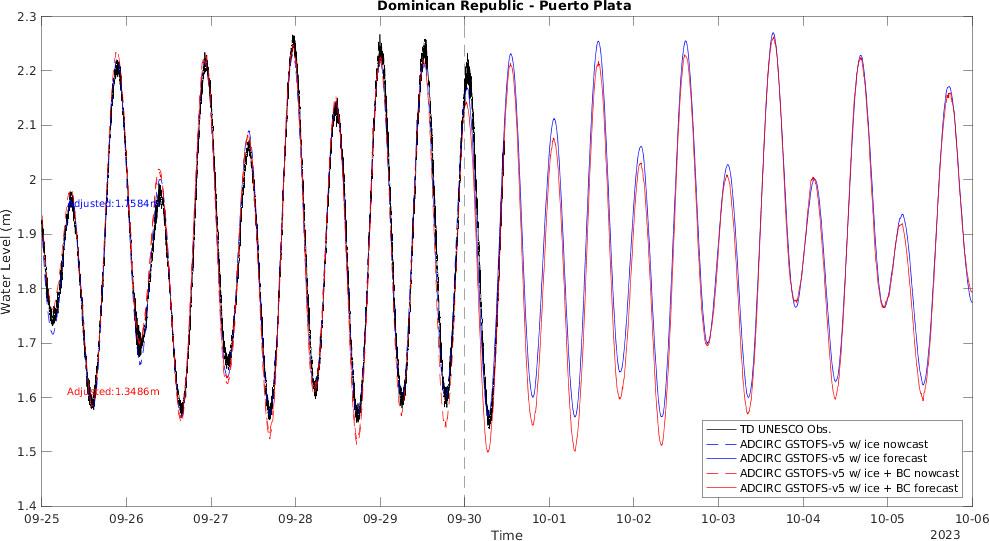 Dominican Republic - Puerto Plata
2.3
2.2
2.1
2
1.9
1.8
1.7
1.6
1.5
1.4
Water Level (m)
Adjusted:1.7584m
Adjusted:1.3486m
TD UNESCO Obs.
ADCIRC GSTOFS-v5 w/ ice nowcast
ADCIRC GSTOFS-v5 w/ ice forecast
ADCIRC GSTOFS-v5 w/ ice + BC nowcast
ADCIRC GSTOFS-v5 w/ ice + BC forecast
09-25 09-26 09-27 09-28 09-29 09-30 10-01 10-02 10-03 10-04 10-05 10-06
Time
2023